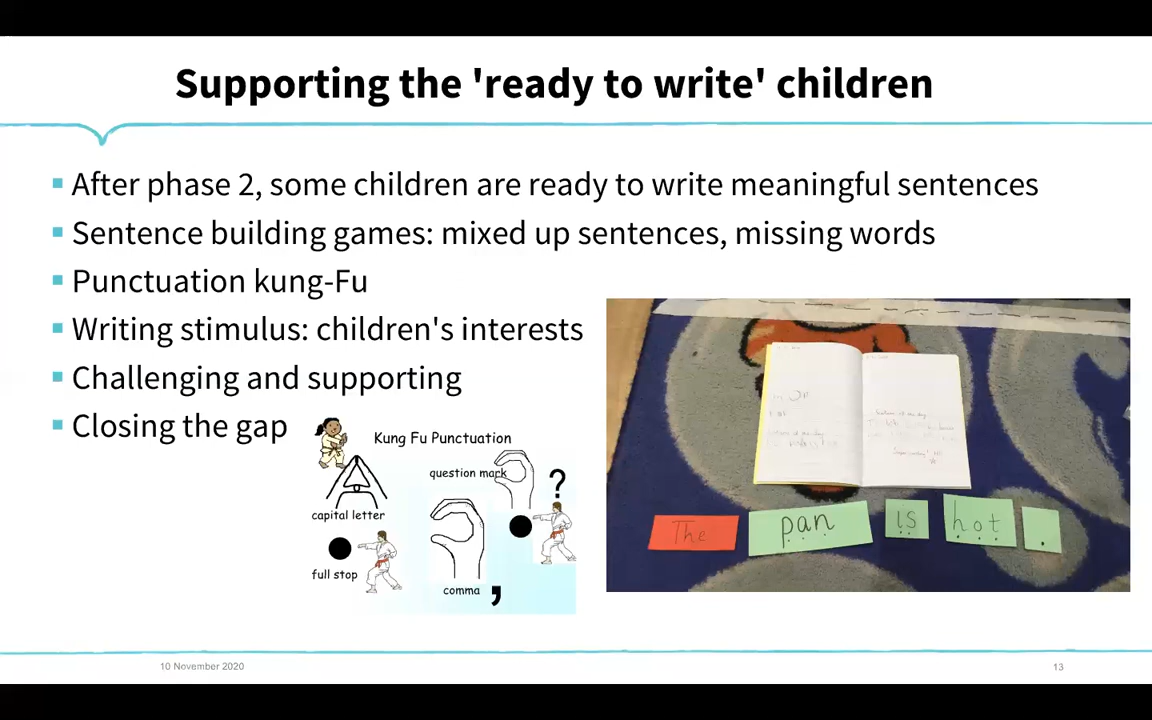 Supporting the 'ready to write' children
After phase 2, some children are ready to write meaningful sentences
Sentence building games: mixed up sentences, missing words
Punctuation kung-Fu
Writing stimulus: children's interests
Challenging and supporting
Closing the gap
Kung Fu Punctuation
question mark
?
capital letter
full stop
comma ,
The pan is hot .
10 November 2020
13